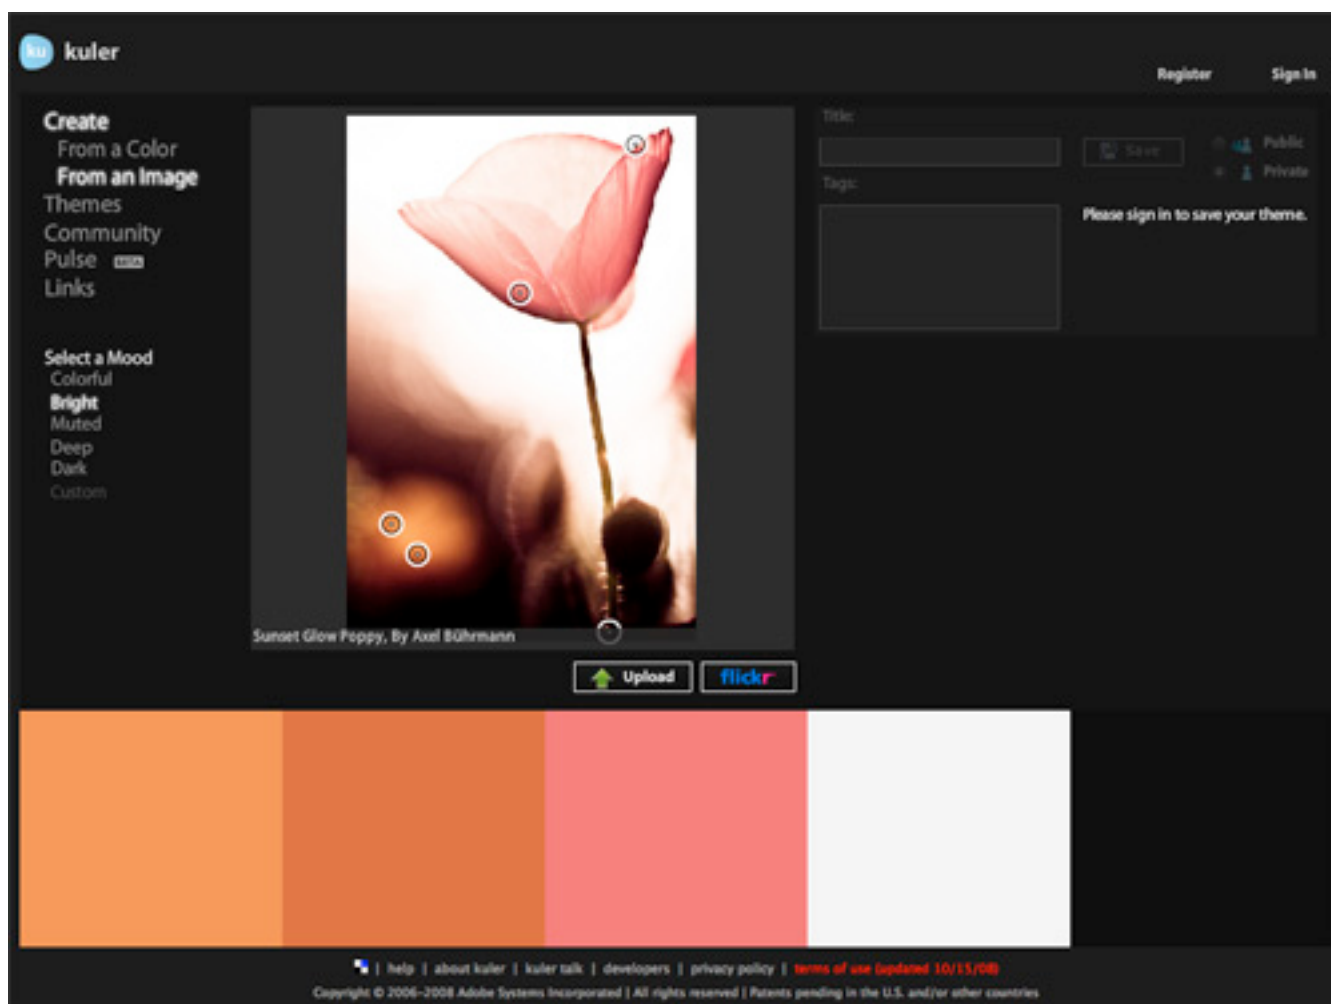 ku kuler
Register Sign In
Create
From a Color
From an Image
Themes
Community
Pulse BETA
Links
Select a Mood
Colorful
Bright
Muted
Deep
Dark
Custom
Sunset Glow Poppy, By Axel Bührmann
Upload flickr
Title:
Save
Public
Private
Tags:
Please sign in to save your theme.
| help | about kuler | kuler talk | developers | privacy policy | terms of use (updated 10/15/08)
Copyright © 2006-2008 Adobe Systems Incorporated | All rights reserved | Patents pending in the U.S. and/or other countries